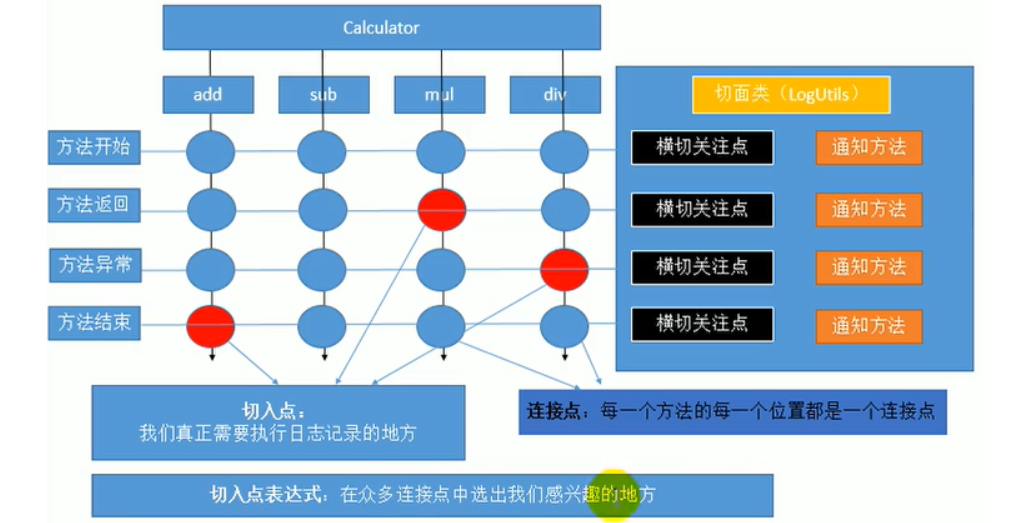 Calculator
add
sub
mul
div
切面类（LogUtils）
方法开始
横切关注点
通知方法
方法返回
横切关注点
通知方法
方法异常
横切关注点
通知方法
方法结束
横切关注点
通知方法
切入点：
我们真正需要执行日志记录的地方
连接点：每一个方法的每一个位置都是一个连接点
切入点表达式：在众多连接点中选出我们感兴趣的地方